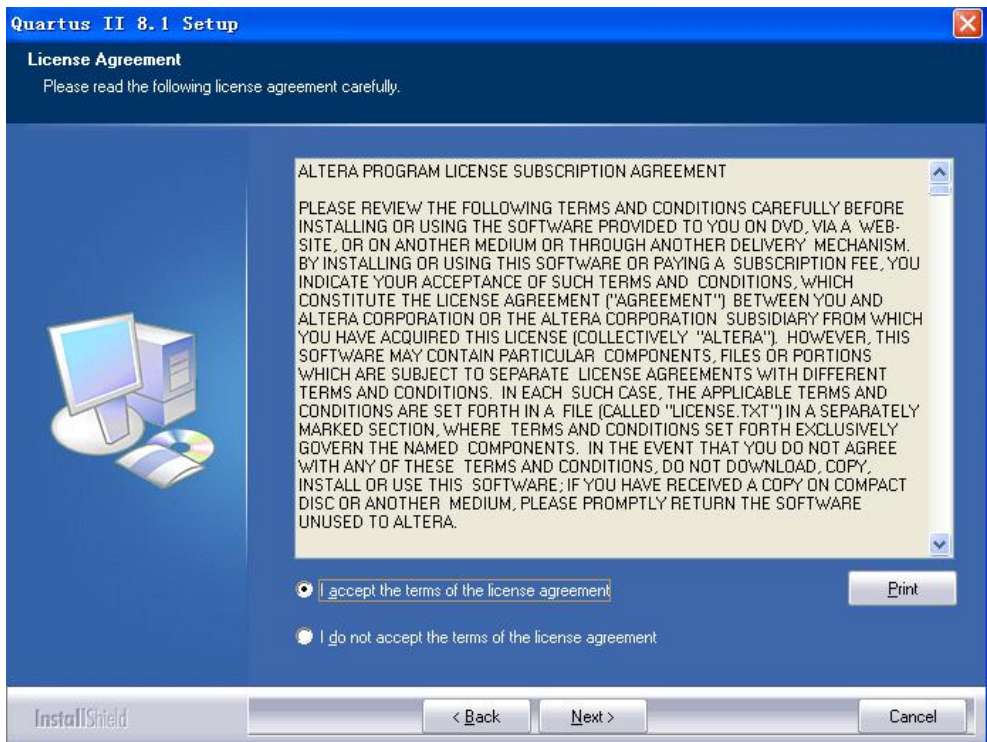 Quartus II 8.1 Setup
License Agreement
Please read the following license agreement carefully.
ALTERA PROGRAM LICENSE SUBSCRIPTION AGREEMENT
PLEASE REVIEW THE FOLLOWING TERMS AND CONDITIONS CAREFULLY BEFORE
INSTALLING OR USING THE SOFTWARE PROVIDED TO YOU ON DVD, VIA A WEB-
SITE, OR ON ANOTHER MEDIUM OR THROUGH ANOTHER DELIVERY MECHANISM.
BY INSTALLING OR USING THIS SOFTWARE OR PAYING A SUBSCRIPTION FEE, YOU
INDICATE YOUR ACCEPTANCE OF SUCH TERMS AND CONDITIONS, WHICH
CONSTITUTE THE LICENSE AGREEMENT ("AGREEMENT") BETWEEN YOU AND
ALTERA CORPORATION OR THE ALTERA CORPORATION SUBSIDIARY FROM WHICH
YOU HAVE ACQUIRED THIS LICENSE (COLLECTIVELY "ALTERA"). HOWEVER, THIS
SOFTWARE MAY CONTAIN PARTICULAR COMPONENTS, FILES OR PORTIONS
WHICH ARE SUBJECT TO SEPARATE LICENSE AGREEMENTS WITH DIFFERENT
TERMS AND CONDITIONS. IN EACH SUCH CASE, THE APPLICABLE TERMS AND
CONDITIONS ARE SET FORTH IN A FILE (CALLED "LICENSE.TXT") IN A SEPARATELY
MARKED SECTION, WHERE TERMS AND CONDITIONS SET FORTH EXCLUSIVELY
GOVERN THE NAMED COMPONENTS. IN THE EVENT THAT YOU DO NOT AGREE
WITH ANY OF THESE TERMS AND CONDITIONS, DO NOT DOWNLOAD, COPY,
INSTALL OR USE THIS SOFTWARE; IF YOU HAVE RECEIVED A COPY ON COMPACT
DISC OR ANOTHER MEDIUM, PLEASE PROMPTLY RETURN THE SOFTWARE
UNUSED TO ALTERA.
I accept the terms of the license agreement
Print
I do not accept the terms of the license agreement
InstallShield
< Back
Next >
Cancel